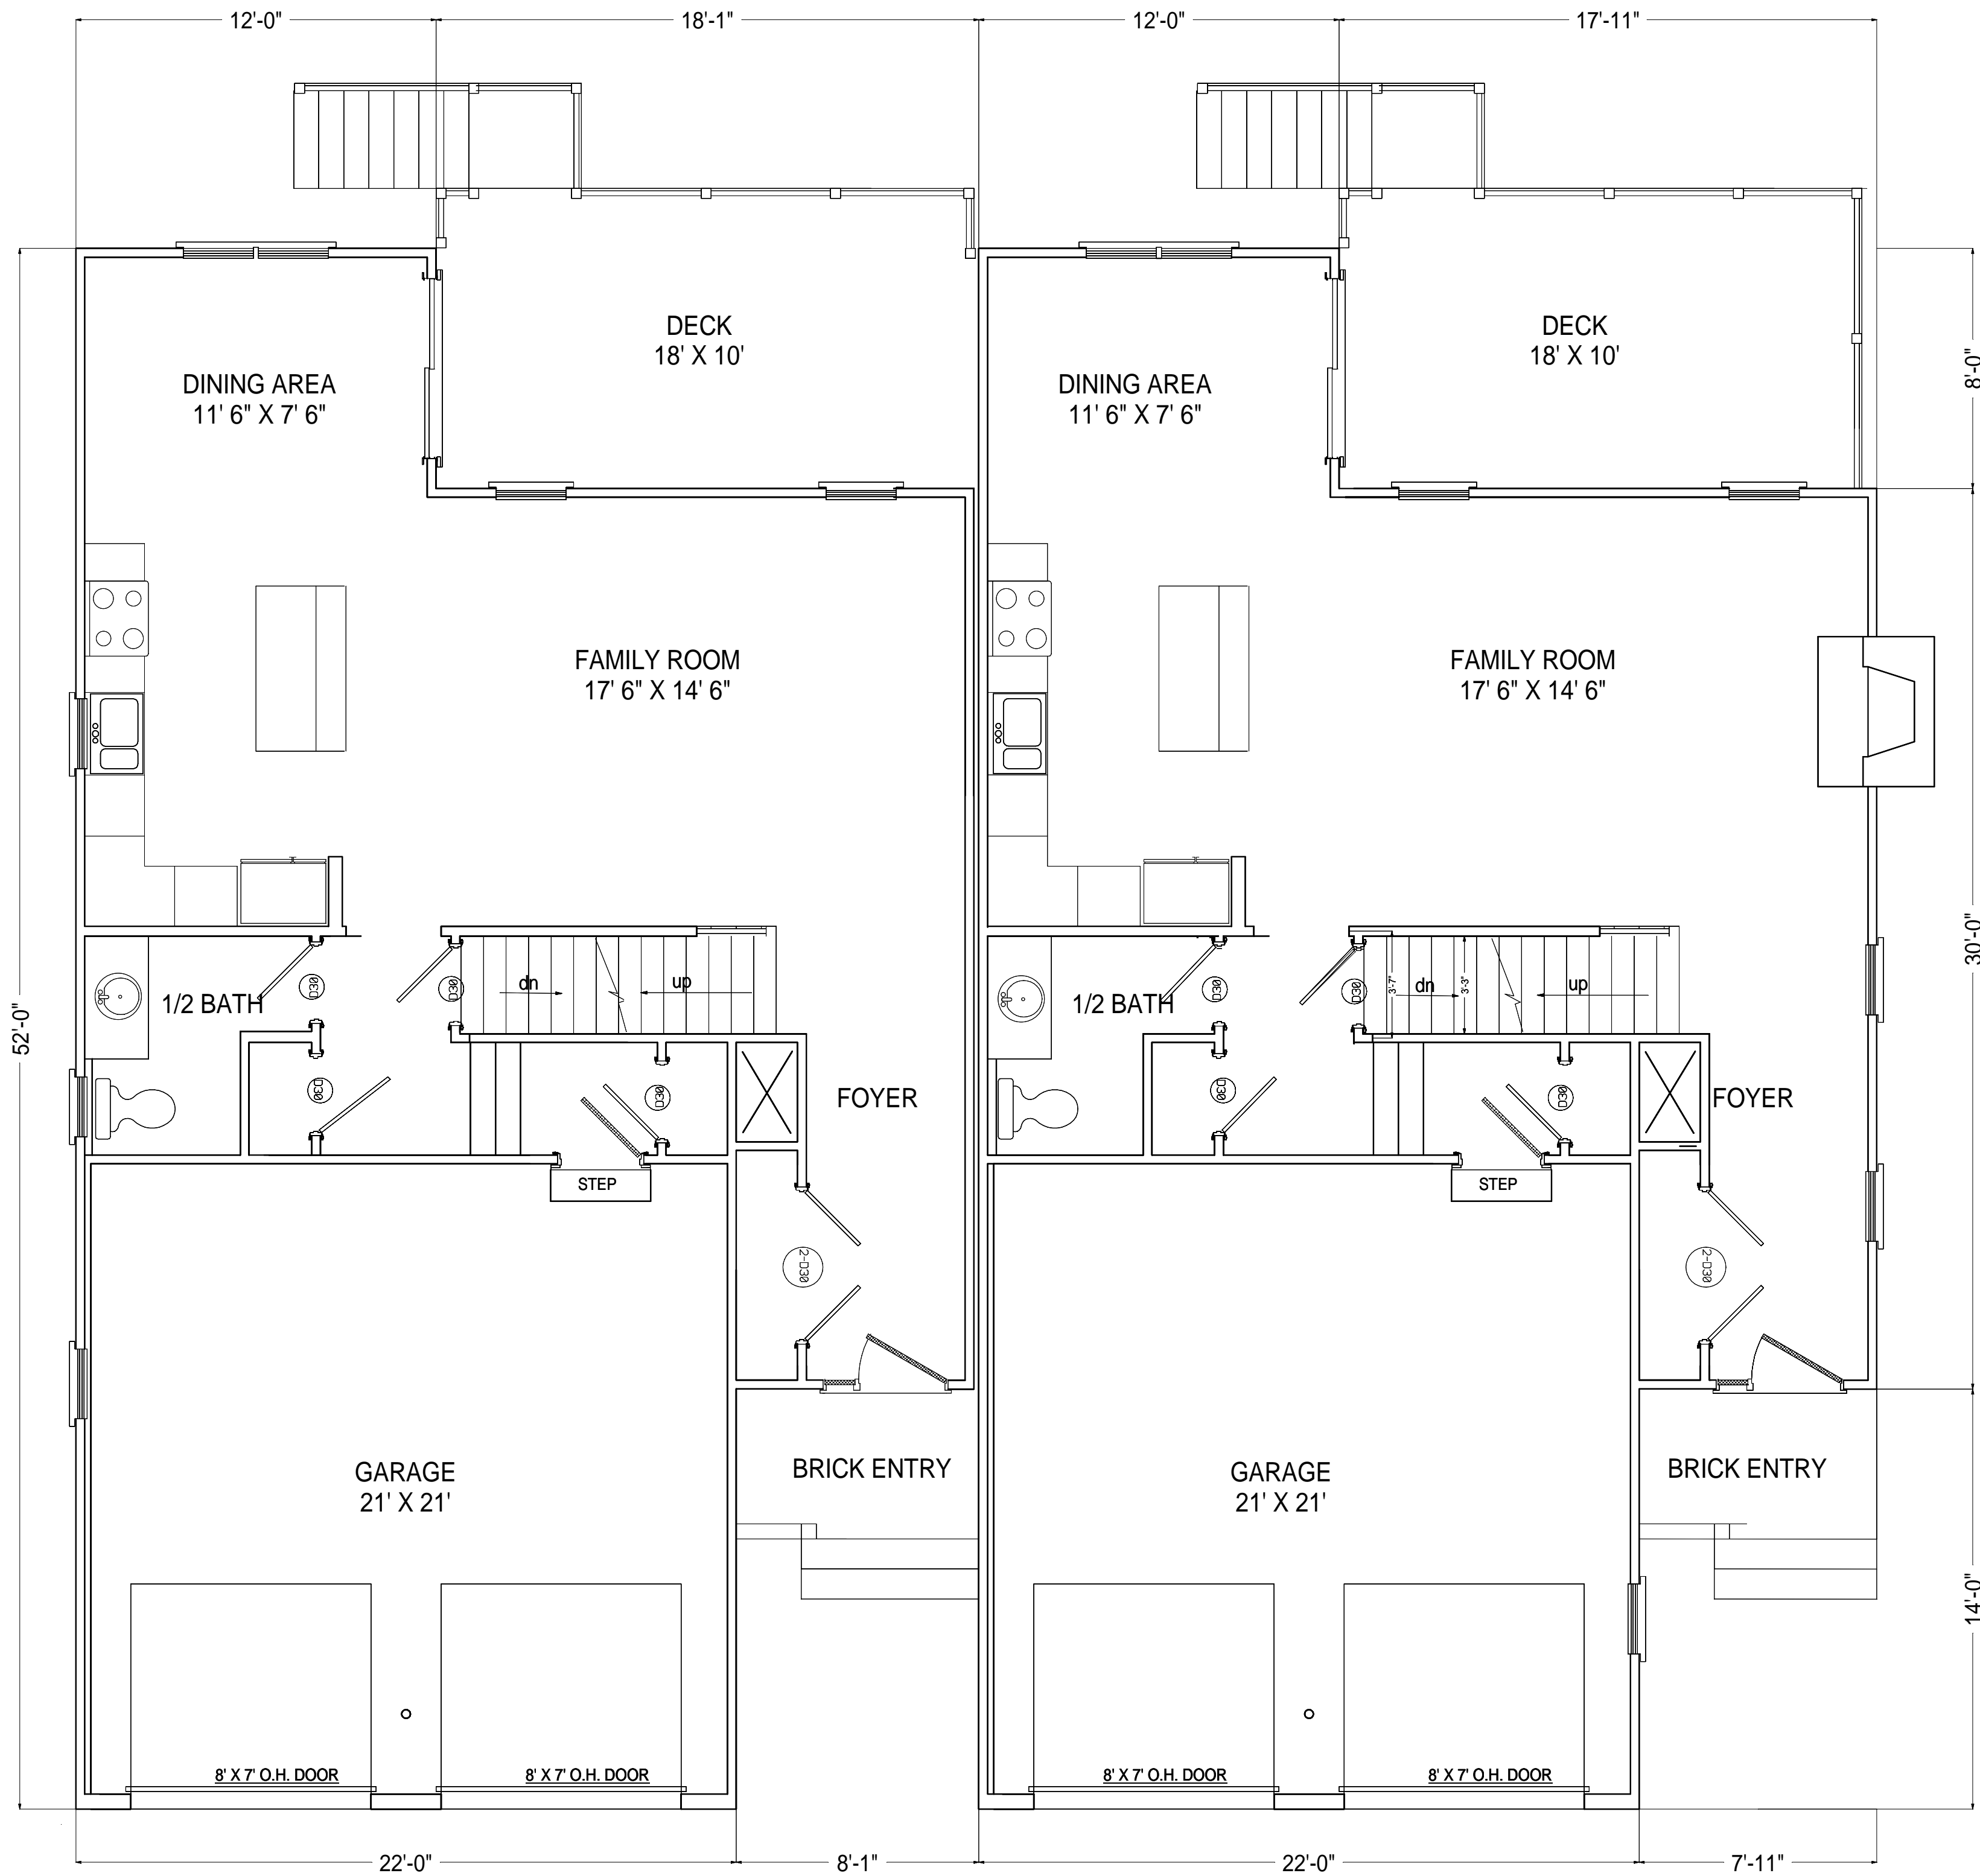 12'-0" 18'-1" 12'-0" 17'-11"
DECK
18' X 10'
DECK
18' X 10'
8'-0"
DINING AREA
11' 6" X 7' 6"
DINING AREA
11' 6" X 7' 6"
FAMILY ROOM
17' 6" X 14' 6"
FAMILY ROOM
17' 6" X 14' 6"
30'-0"
52'-0"
1/2 BATH
D30
D30
dn
up
1/2 BATH
D30
D30
3'-7"
dn
3'-3"
up
D30
D30
FOYER
D30
D30
FOYER
STEP
STEP
2-D30
2-D30
GARAGE
21' X 21'
BRICK ENTRY
GARAGE
21' X 21'
BRICK ENTRY
14'-0"
8' X 7' O.H. DOOR
8' X 7' O.H. DOOR
8' X 7' O.H. DOOR
8' X 7' O.H. DOOR
22'-0" 8'-1" 22'-0" 7'-11"